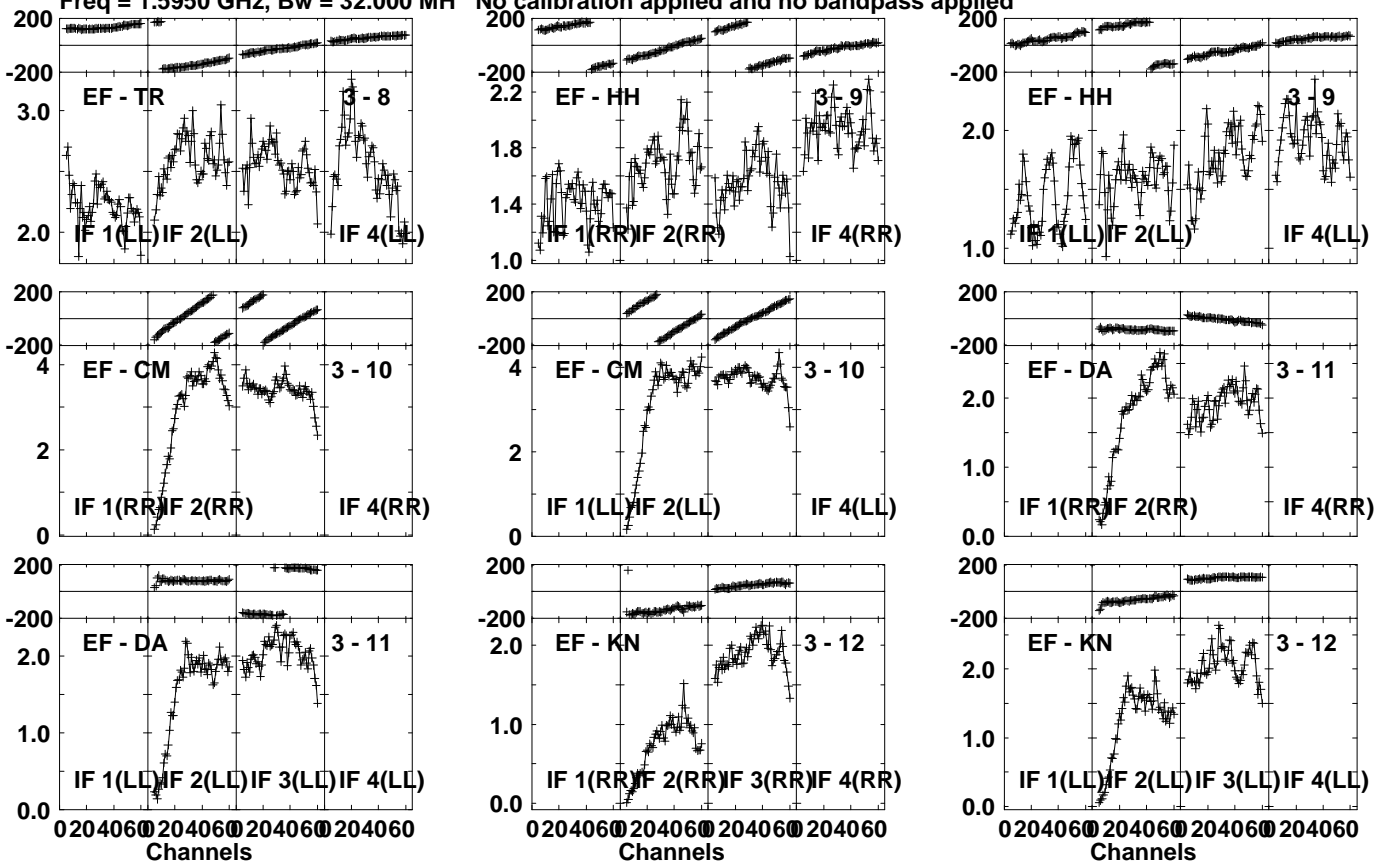 Freq = 1.5950 GHz, Bw = 32.000 MH No calibration applied and no bandpass applied
200
-200
EF - TR
3 - 8
3.0
2.0
IF 1(LL)
IF 2(LL)
IF 4(LL)
200
-200
EF - HH
3 - 9
2.2
1.8
1.4
1.0
IF 1(RR)
IF 2(RR)
IF 4(RR)
200
-200
EF - HH
3 - 9
2.0
1.0
IF 1(LL)
IF 2(LL)
IF 4(LL)
200
-200
EF - CM
3 - 10
4
2
0
IF 1(RR)
IF 2(RR)
IF 4(RR)
200
-200
EF - CM
3 - 10
4
2
0
IF 1(LL)
IF 2(LL)
IF 4(LL)
200
-200
EF - DA
3 - 11
2.0
1.0
0.0
IF 1(RR)
IF 2(RR)
IF 4(RR)
200
-200
EF - DA
3 - 11
2.0
1.0
0.0
IF 1(LL)
IF 2(LL)
IF 3(LL)
IF 4(LL)
0 20 40 60 0 20 40 60 0 20 40 60 0 20 40 60
Channels
200
-200
EF - KN
3 - 12
2.0
1.0
0.0
IF 1(RR)
IF 2(RR)
IF 3(RR)
IF 4(RR)
0 20 40 60 0 20 40 60 0 20 40 60 0 20 40 60
Channels
200
-200
EF - KN
3 - 12
2.0
1.0
0.0
IF 1(LL)
IF 2(LL)
IF 3(LL)
IF 4(LL)
0 20 40 60 0 20 40 60 0 20 40 60 0 20 40 60
Channels